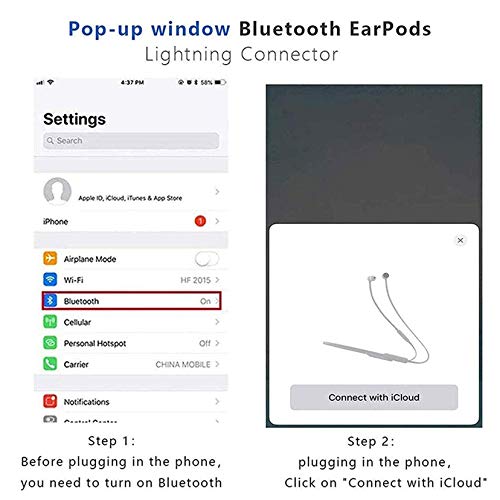 Pop-up window Bluetooth EarPods
Lightning Connector
4:37 PM
58%
Settings
Search
Apple ID, iCloud, iTunes & App Store
iPhone
1
Airplane Mode
Wi-Fi
HF 2015
Bluetooth
On
Cellular
Personal Hotspot
Off
Carrier
CHINA MOBILE
Notifications
Control Center
Connect with iCloud
Step 1:
Before plugging in the phone,
you need to turn on Bluetooth
Step 2:
plugging in the phone,
Click on "Connect with iCloud"